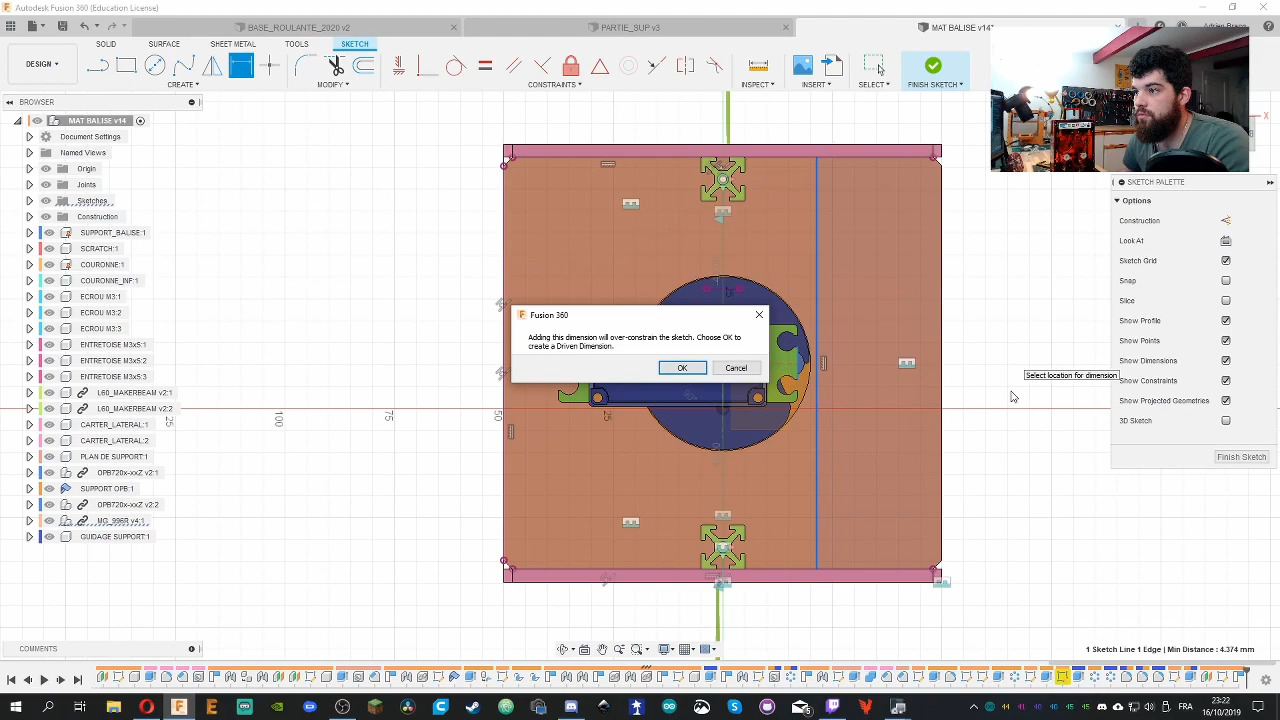 Autodesk Fusion 360 (Education License)
BASE_ROULANTE_2020 v2
PARTIE_SUP v3
MAT BALISE v14*
SOLID
SURFACE
SHEET METAL
TOOLS
SKETCH
DESIGN
CREATE
MODIFY
CONSTRAINTS
INSPECT
INSERT
SELECT
FINISH SKETCH
BROWSER
MAT BALISE v14
Document Settings
Named Views
Origin
Joints
Sketches
Construction
SUPPORT_BALISE:1
SCRATCH:1
COURONNE:1
COURONNE_INF:1
ECROU M3:1
ECROU M3:2
ECROU M3:3
ENTRETOISE M3x5:1
ENTRETOISE M3x5:2
ENTRETOISE M3x5:3
L60_MAKERBEAM v2:1
L60_MAKERBEAM v2:2
CARTER_LATERAL:1
CARTER_LATERAL:2
PLAN DE SUPPORT:1
OPB720x-xxZ v2:1
SUPPORT OPB:1
OPB720x-xxZ v2:2
MG_996R v4:1
GUIDAGE SUPPORT:1
125
100
75
50
25
Fusion 360
Adding this dimension will over-constrain the sketch. Choose OK to
create a Driven Dimension.
OK
Cancel
Select location for dimension
X
SKETCH PALETTE
Options
Construction
Look At
Sketch Grid
Snap
Slice
Show Profile
Show Points
Show Dimensions
Show Constraints
Show Projected Geometries
3D Sketch
Finish Sketch
COMMENTS
1 Sketch Line 1 Edge | Min Distance : 4.374 mm
23:22
16/10/2019